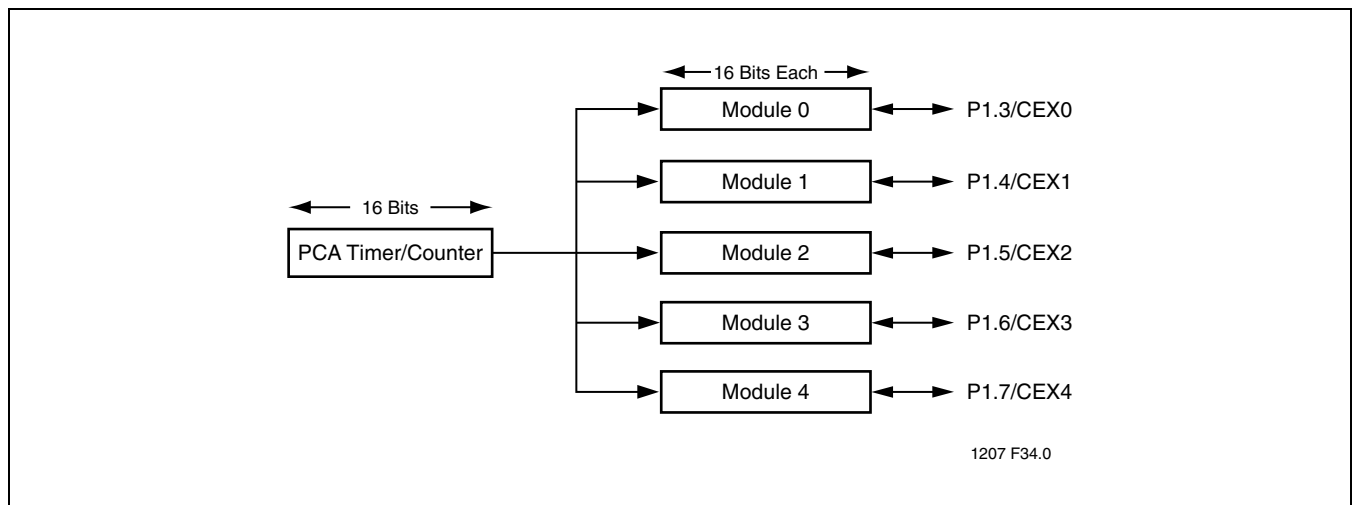 16 Bits Each
Module 0
P1.3/CEX0
Module 1
P1.4/CEX1
16 Bits
PCA Timer/Counter
Module 2
P1.5/CEX2
Module 3
P1.6/CEX3
Module 4
P1.7/CEX4
1207 F34.0